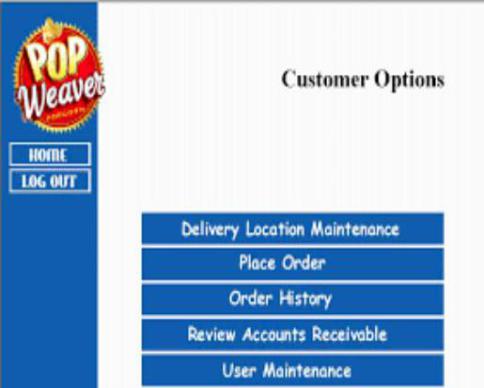 POP
Weaver
POPCORN
HOME
LOG OUT
Customer Options
Delivery Location Maintenance
Place Order
Order History
Review Accounts Receivable
User Maintenance